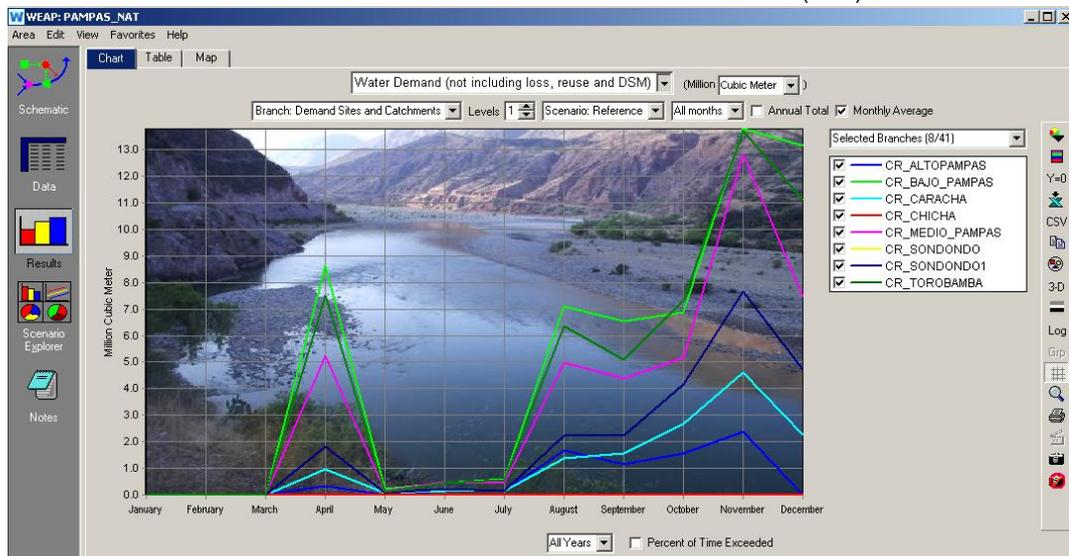 WEAP: PAMPAS_NAT
Area Edit View Favorites Help
Chart Table Map
Water Demand (not including loss, reuse and DSM) (Million Cubic Meter )
Branch: Demand Sites and Catchments Levels 1 Scenario: Reference All months Annual Total Monthly Average
Schematic
Data
Results
Scenario
Explorer
Notes
Million Cubic Meter
13.0
12.0
11.0
10.0
9.0
8.0
7.0
6.0
5.0
4.0
3.0
2.0
1.0
0.0
January February March April May June July August September October November December
Selected Branches (8/41)
CR_ALTOPAMPAS
CR_BAJO_PAMPAS
CR_CARACHA
CR_CHICHA
CR_MEDIO_PAMPAS
CR_SONDONDO
CR_SONDONDO1
CR_TOROBAMBA
Y=0
CSV
3-D
Log
Grp
All Years Percent of Time Exceeded